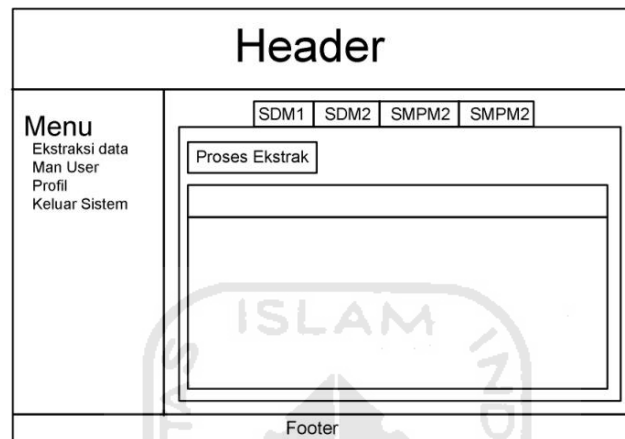 Header
Menu
Ekstraksi data
Man User
Profil
Keluar Sistem
SDM1 SDM2 SMPM2 SMPM2
Proses Ekstrak
ISLAM
Footer